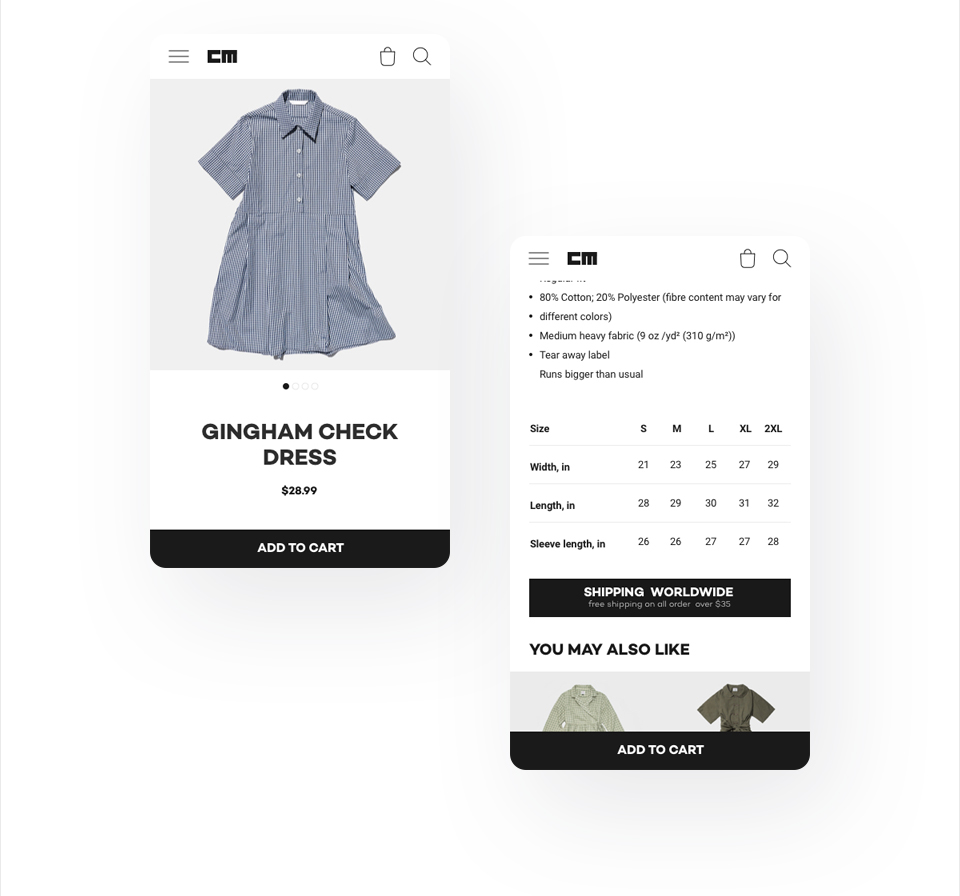 CM
GINGHAM CHECK
DRESS
$28.99
ADD TO CART
CM
Regular fit
• 80% Cotton; 20% Polyester (fibre content may vary for
• different colors)
• Medium heavy fabric (9 oz /yd² (310 g/m²))
• Tear away label
Runs bigger than usual
Size S M L XL 2XL
Width, in 21 23 25 27 29
Length, in 28 29 30 31 32
Sleeve length, in 26 26 27 27 28
SHIPPING WORLDWIDE
free shipping on all order over $35
YOU MAY ALSO LIKE
ADD TO CART